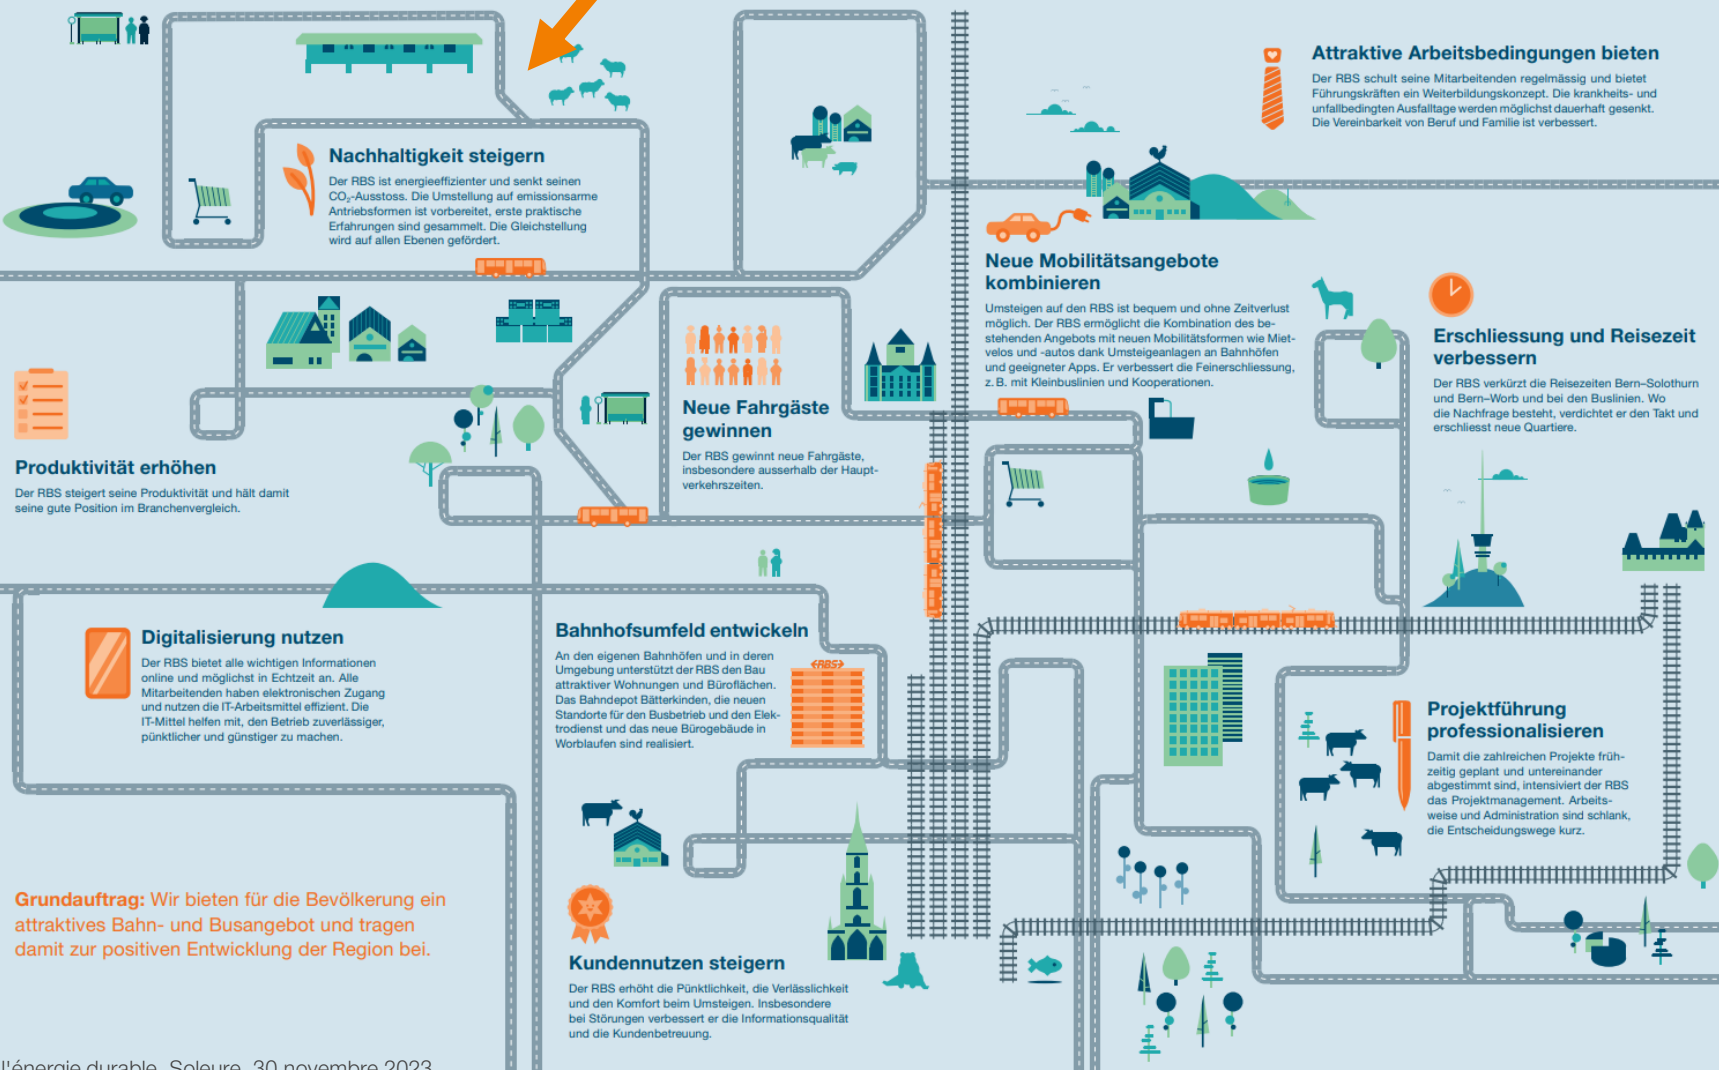 Attraktive Arbeitsbedingungen bieten
Der RBS schult seine Mitarbeitenden regelmässig und bietet
Führungskräften ein Weiterbildungskonzept. Die krankheits- und
unfallbedingten Ausfalltage werden möglichst dauerhaft gesenkt.
Die Vereinbarkeit von Beruf und Familie ist verbessert.
Nachhaltigkeit steigern
Der RBS ist energieeffizienter und senkt seinen
CO₂-Ausstoss. Die Umstellung auf emissionsarme
Antriebsformen ist vorbereitet, erste praktische
Erfahrungen sind gesammelt. Die Gleichstellung
wird auf allen Ebenen gefördert.
Neue Mobilitätsangebote
kombinieren
Umsteigen auf den RBS ist bequem und ohne Zeitverlust
möglich. Der RBS ermöglicht die Kombination des be-
stehenden Angebots mit neuen Mobilitätsformen wie Miet-
velos und -autos dank Umsteigeanlagen an Bahnhöfen
und geeigneter Apps. Er verbessert die Feinerschliessung,
z. B. mit Kleinbuslinien und Kooperationen.
Erschliessung und Reisezeit
verbessern
Der RBS verkürzt die Reisezeiten Bern–Solothurn
und Bern–Worb und bei den Buslinien. Wo
die Nachfrage besteht, verdichtet er den Takt und
erschliesst neue Quartiere.
Neue Fahrgäste
gewinnen
Der RBS gewinnt neue Fahrgäste,
insbesondere ausserhalb der Haupt-
verkehrszeiten.
Produktivität erhöhen
Der RBS steigert seine Produktivität und hält damit
seine gute Position im Branchenvergleich.
Digitalisierung nutzen
Der RBS bietet alle wichtigen Informationen
online und möglichst in Echtzeit an. Alle
Mitarbeitenden haben elektronischen Zugang
und nutzen die IT-Arbeitsmittel effizient. Die
IT-Mittel helfen mit, den Betrieb zuverlässiger,
pünktlicher und günstiger zu machen.
Bahnhofsumfeld entwickeln
An den eigenen Bahnhöfen und in deren
Umgebung unterstützt der RBS den Bau
attraktiver Wohnungen und Büroflächen.
Das Bahndepot Bätterkinden, die neuen
Standorte für den Busbetrieb und den Elek-
trodienst und das neue Bürogebäude in
Worblaufen sind realisiert.
RBS
Projektführung
professionalisieren
Damit die zahlreichen Projekte früh-
zeitig geplant und untereinander
abgestimmt sind, intensiviert der RBS
das Projektmanagement. Arbeits-
weise und Administration sind schlank,
die Entscheidungswege kurz.
Grundauftrag: Wir bieten für die Bevölkerung ein
attraktives Bahn- und Busangebot und tragen
damit zur positiven Entwicklung der Region bei.
Kundennutzen steigern
Der RBS erhöht die Pünktlichkeit, die Verlässlichkeit
und den Komfort beim Umsteigen. Insbesondere
bei Störungen verbessert er die Informationsqualität
und die Kundenbetreuung.
l'énergie durable, Soleure, 30 novembre 2023